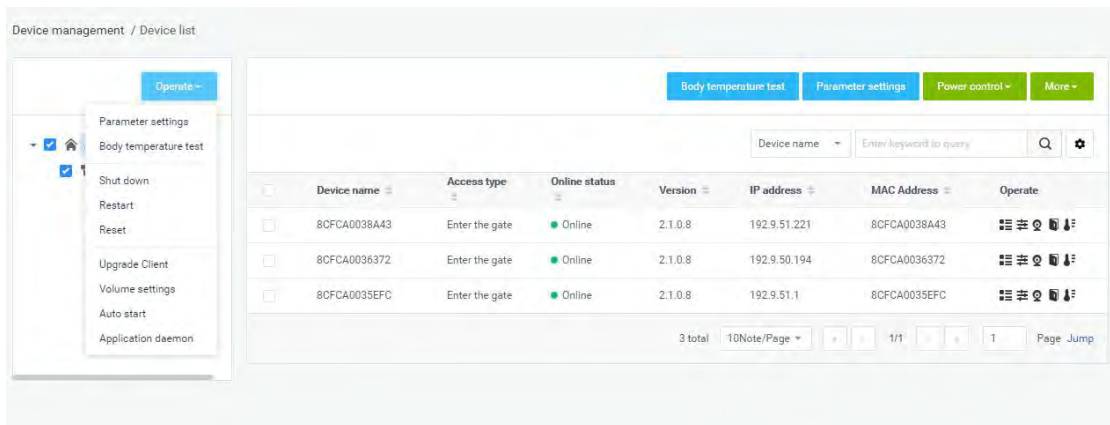 Device management / Device list
Operate
Parameter settings
Body temperature test
Shut down
Restart
Reset
Upgrade Client
Volume settings
Auto start
Application daemon
Body temperature test Parameter settings Power control More
Device name Enter keyword to query
Device name Access type Online status Version IP address MAC Address Operate
8CFCA0038A43 Enter the gate Online 2.1.0.8 192.9.51.221 8CFCA0038A43
8CFCA0036372 Enter the gate Online 2.1.0.8 192.9.50.194 8CFCA0036372
8CFCA0035EFC Enter the gate Online 2.1.0.8 192.9.51.1 8CFCA0035EFC
3 total 10Note/Page 1/1 1 Page Jump